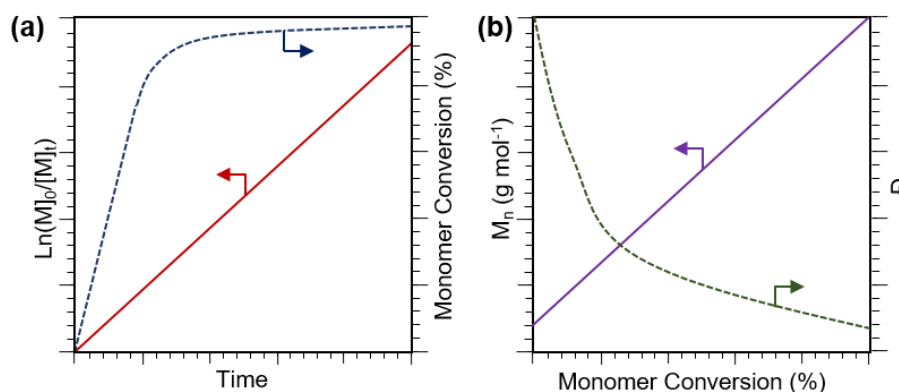 (a)
Ln(M]₀/[M]t)
Monomer Conversion (%)
Time
(b)
Mₙ (g mol⁻¹)
Monomer Conversion (%)